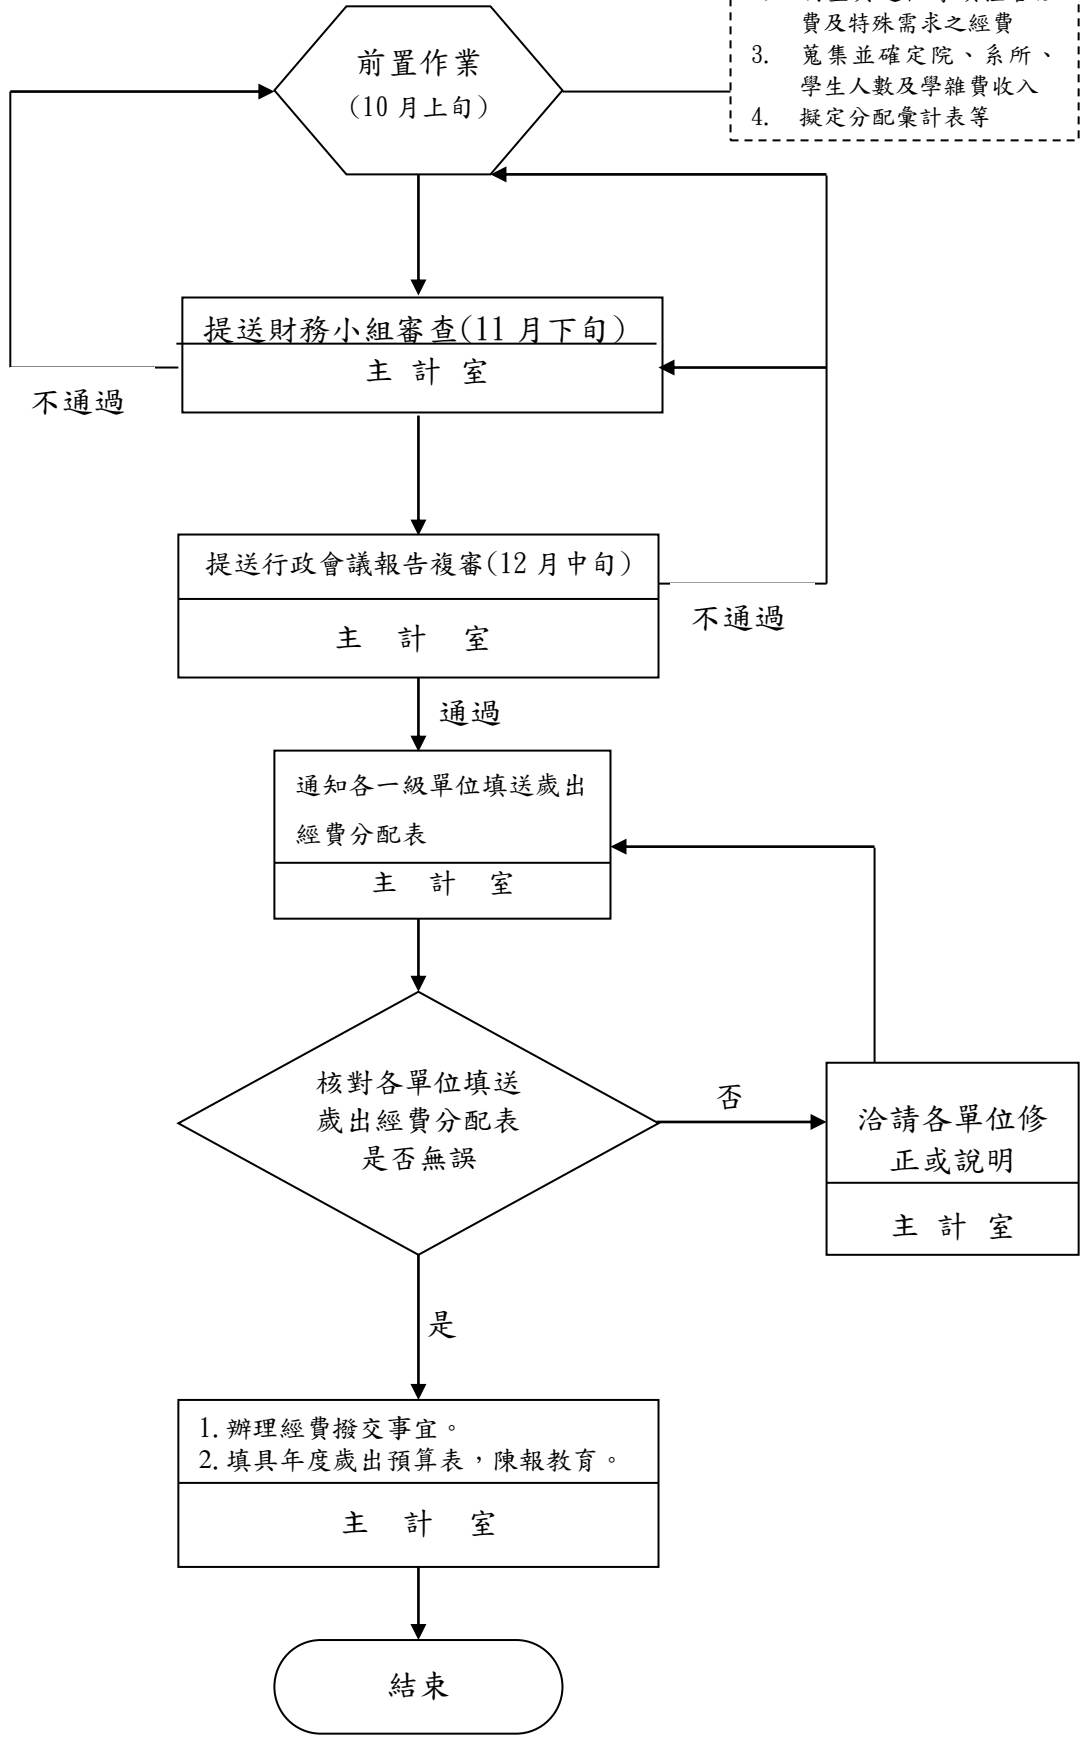 費及特殊需求之經費
3. 蒐集並確定院、系所、
學生人數及學雜費收入
4. 擬定分配彙計表等
前置作業
(10月上旬)
提送財務小組審查(11月下旬)
主計室
不通過
提送行政會議報告複審(12月中旬)
主計室
不通過
通過
通知各一級單位填送歲出
經費分配表
主計室
核對各單位填送
歲出經費分配表
是否無誤
否
洽請各單位修
正或說明
主計室
是
1.辦理經費撥交事宜。
2.填具年度歲出預算表，陳報教育。
主計室
結束